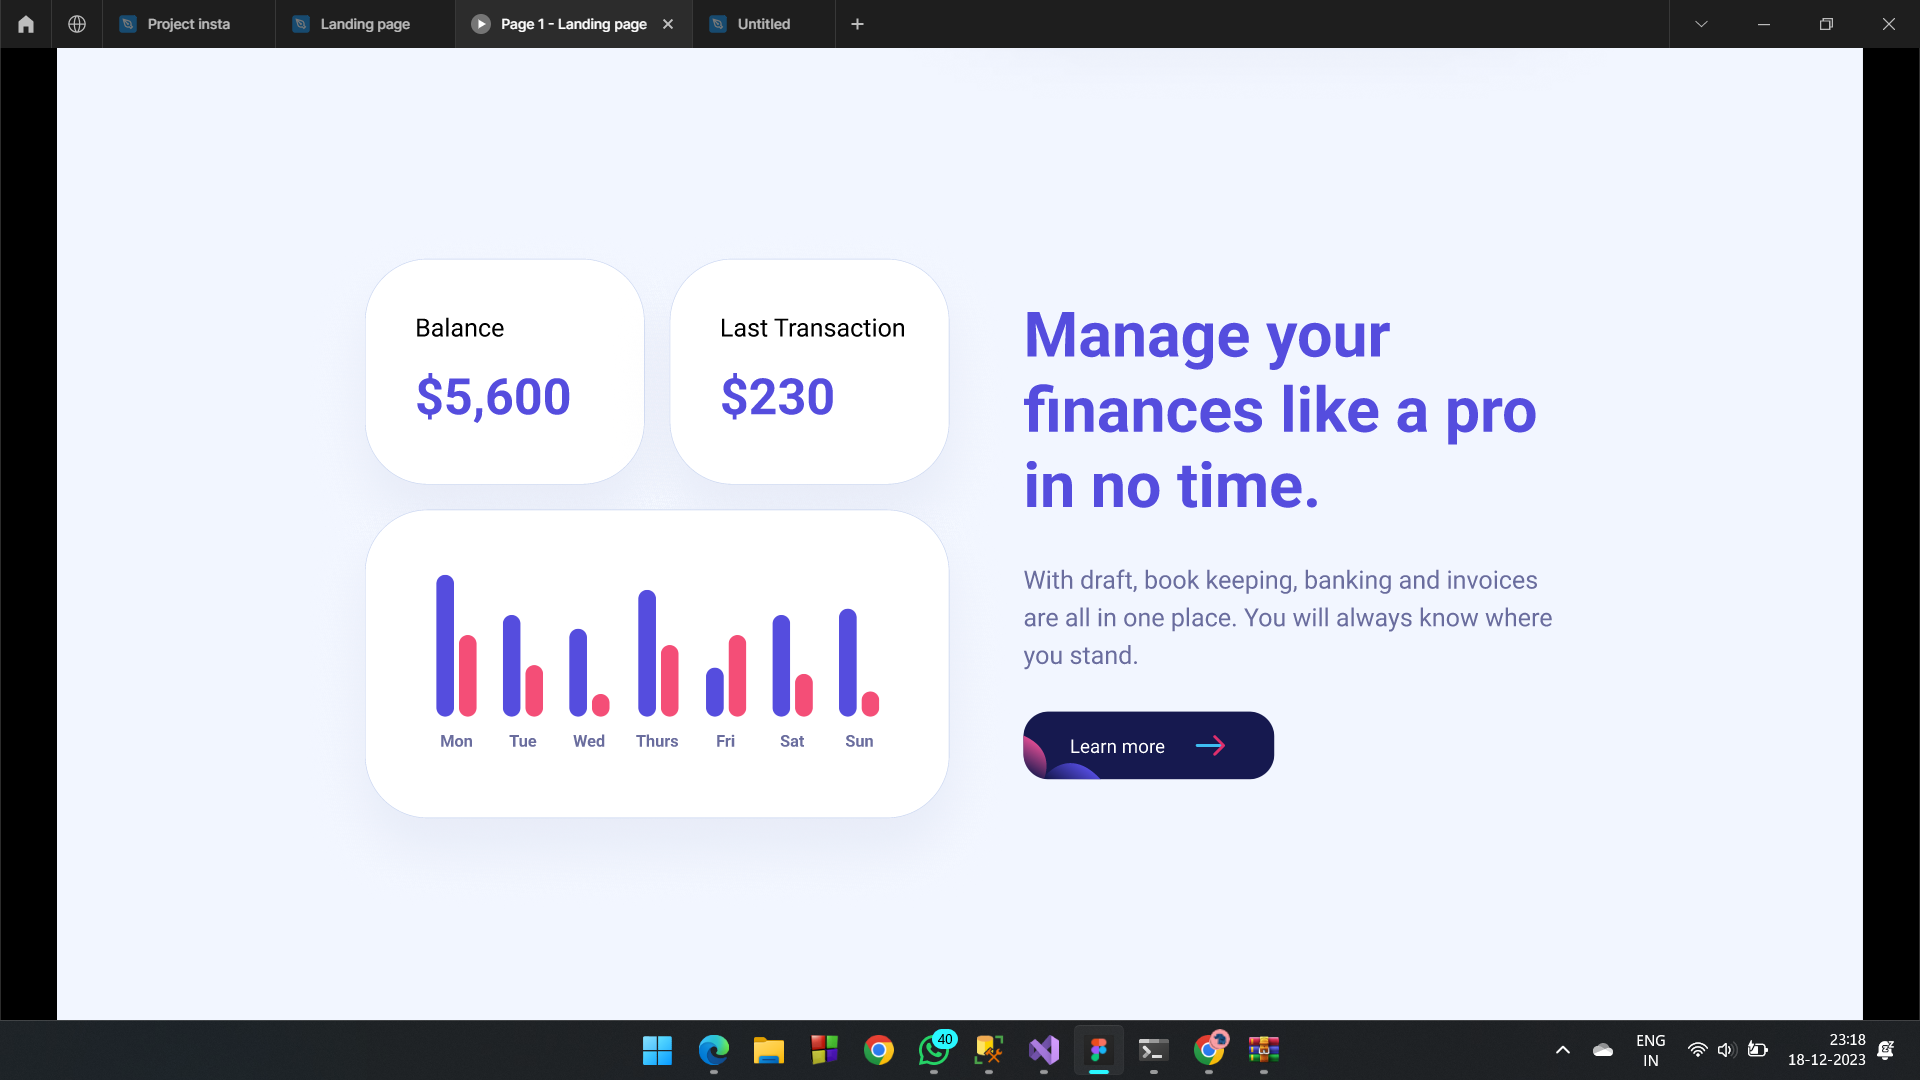 Project insta
Landing page
Page 1 - Landing page
Untitled
Balance
$5,600
Last Transaction
$230
Mon Tue Wed Thurs Fri Sat Sun
Manage your
finances like a pro
in no time.
With draft, book keeping, banking and invoices
are all in one place. You will always know where
you stand.
Learn more
40
ENG
IN
23:18
18-12-2023